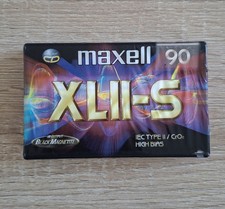 maxell 90
XLII-S
BLACK MAGNETITE
IEC TYPE II / CrO₂
HIGH BIAS